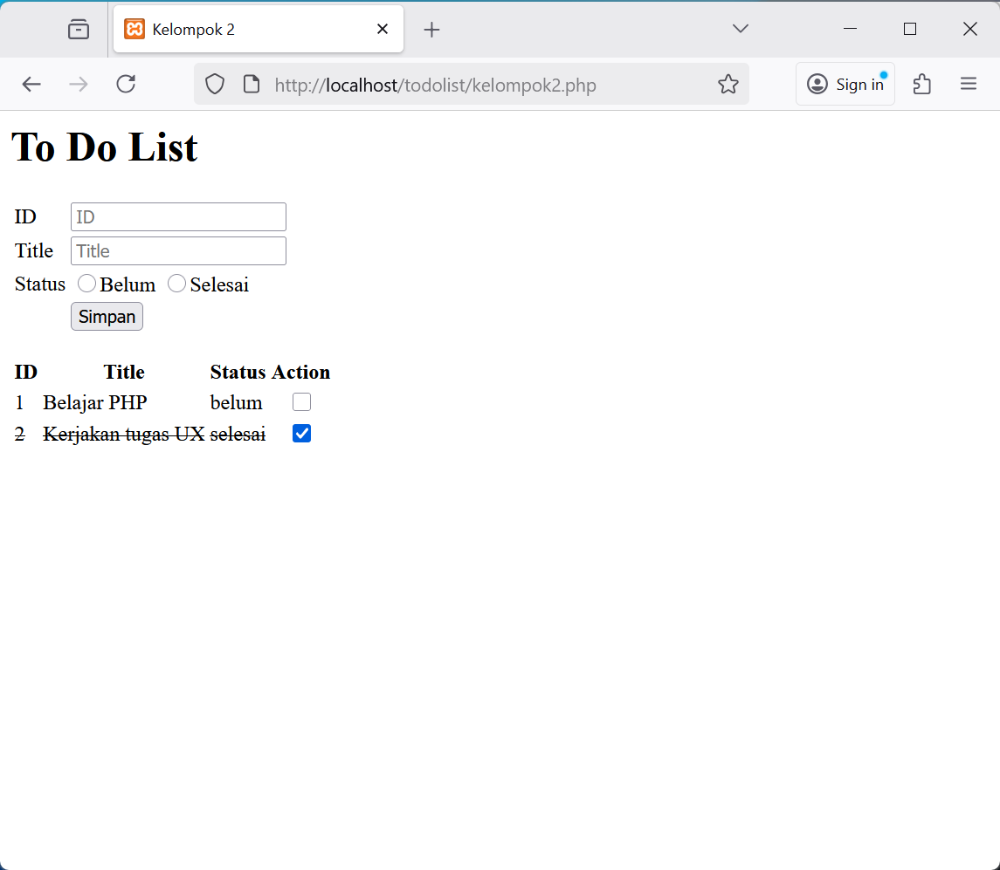 Kelompok 2
http://localhost/todolist/kelompok2.php
Sign in
To Do List
ID ID
Title Title
Status Belum Selesai
Simpan
ID Title Status Action
1 Belajar PHP belum
2 Kerjakan tugas UX selesai